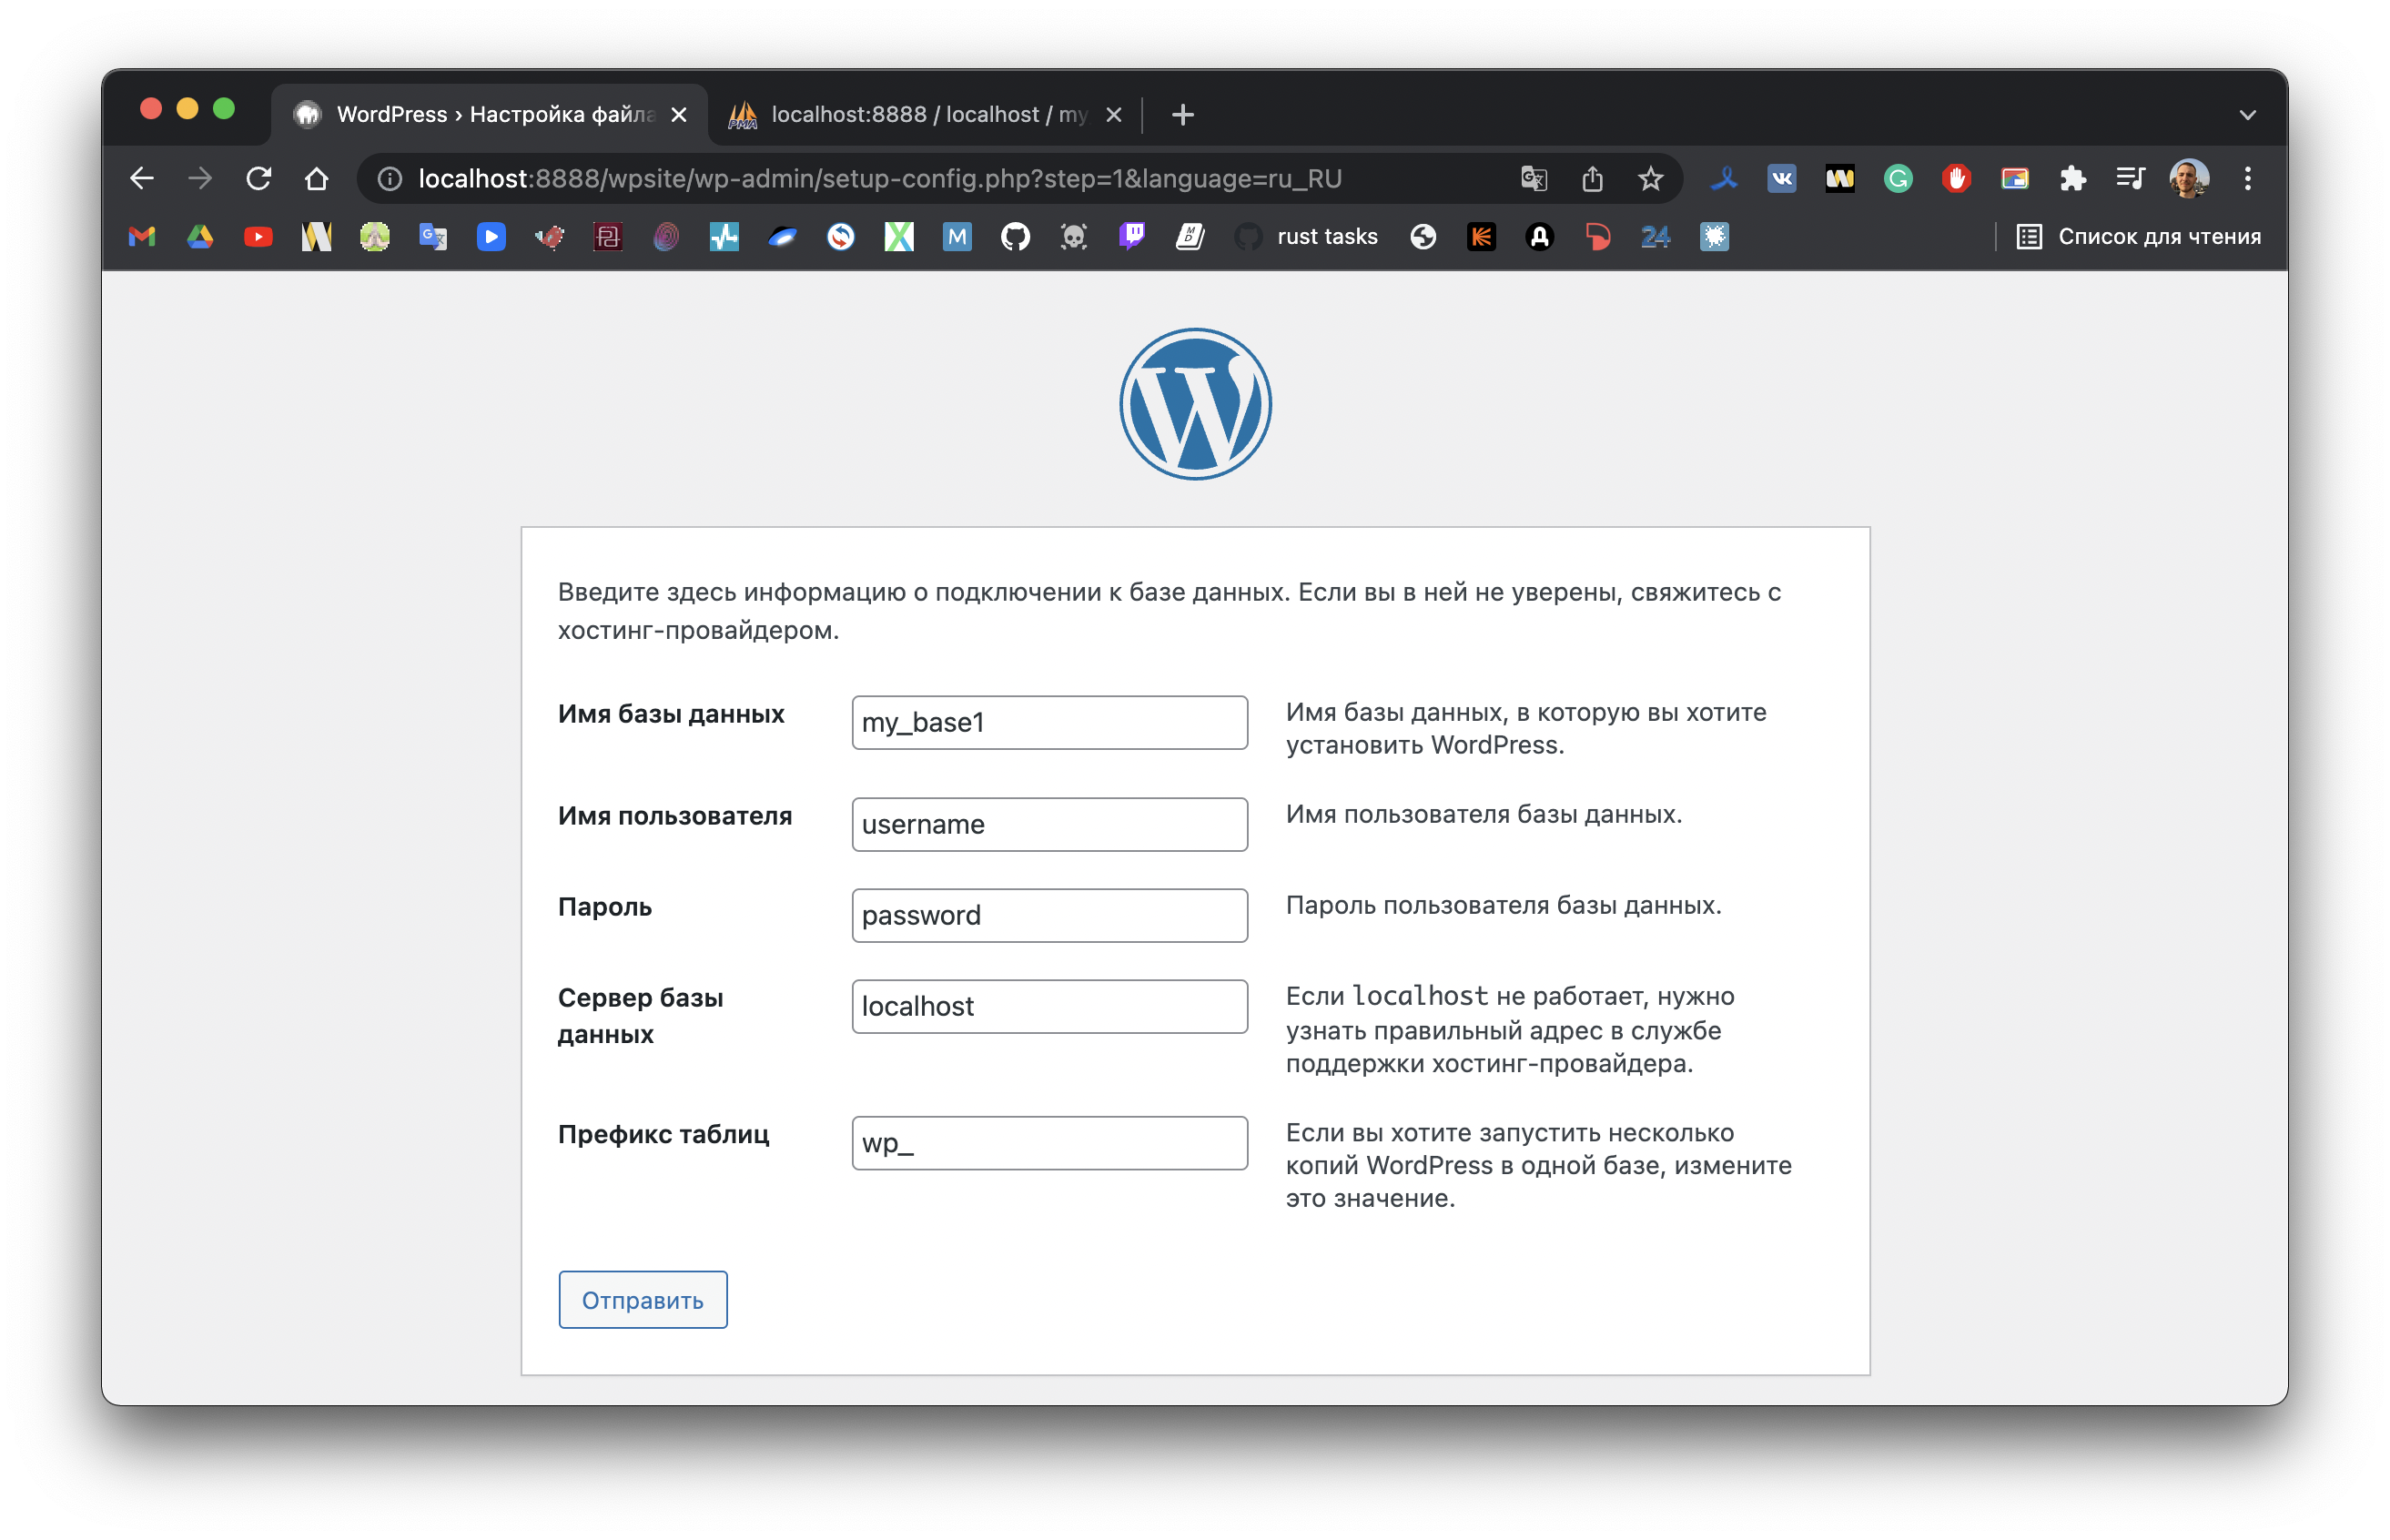 WordPress › Настройка файла
localhost:8888 / localhost / my
localhost:8888/wpsite/wp-admin/setup-config.php?step=1&language=ru_RU
rust tasks
24
Список для чтения
Введите здесь информацию о подключении к базе данных. Если вы в ней не уверены, свяжитесь с
хостинг-провайдером.
Имя базы данных
my_base1
Имя базы данных, в которую вы хотите
установить WordPress.
Имя пользователя
username
Имя пользователя базы данных.
Пароль
password
Пароль пользователя базы данных.
Сервер базы
данных
localhost
Если localhost не работает, нужно
узнать правильный адрес в службе
поддержки хостинг-провайдера.
Префикс таблиц
wp_
Если вы хотите запустить несколько
копий WordPress в одной базе, измените
это значение.
Отправить